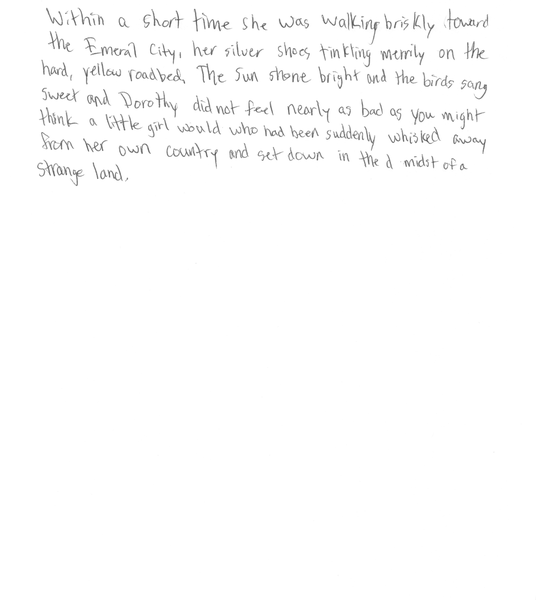 Within a short time she was walking briskly toward
the Emeral City, her silver shoes tinkling merrily on the
hard, yellow roadbed. The Sun shone bright and the birds sang
sweet and Dorothy did not feel nearly as bad as you might
think a little girl would who had been suddenly whisked away
from her own country and set down in the d midst of a
strange land.